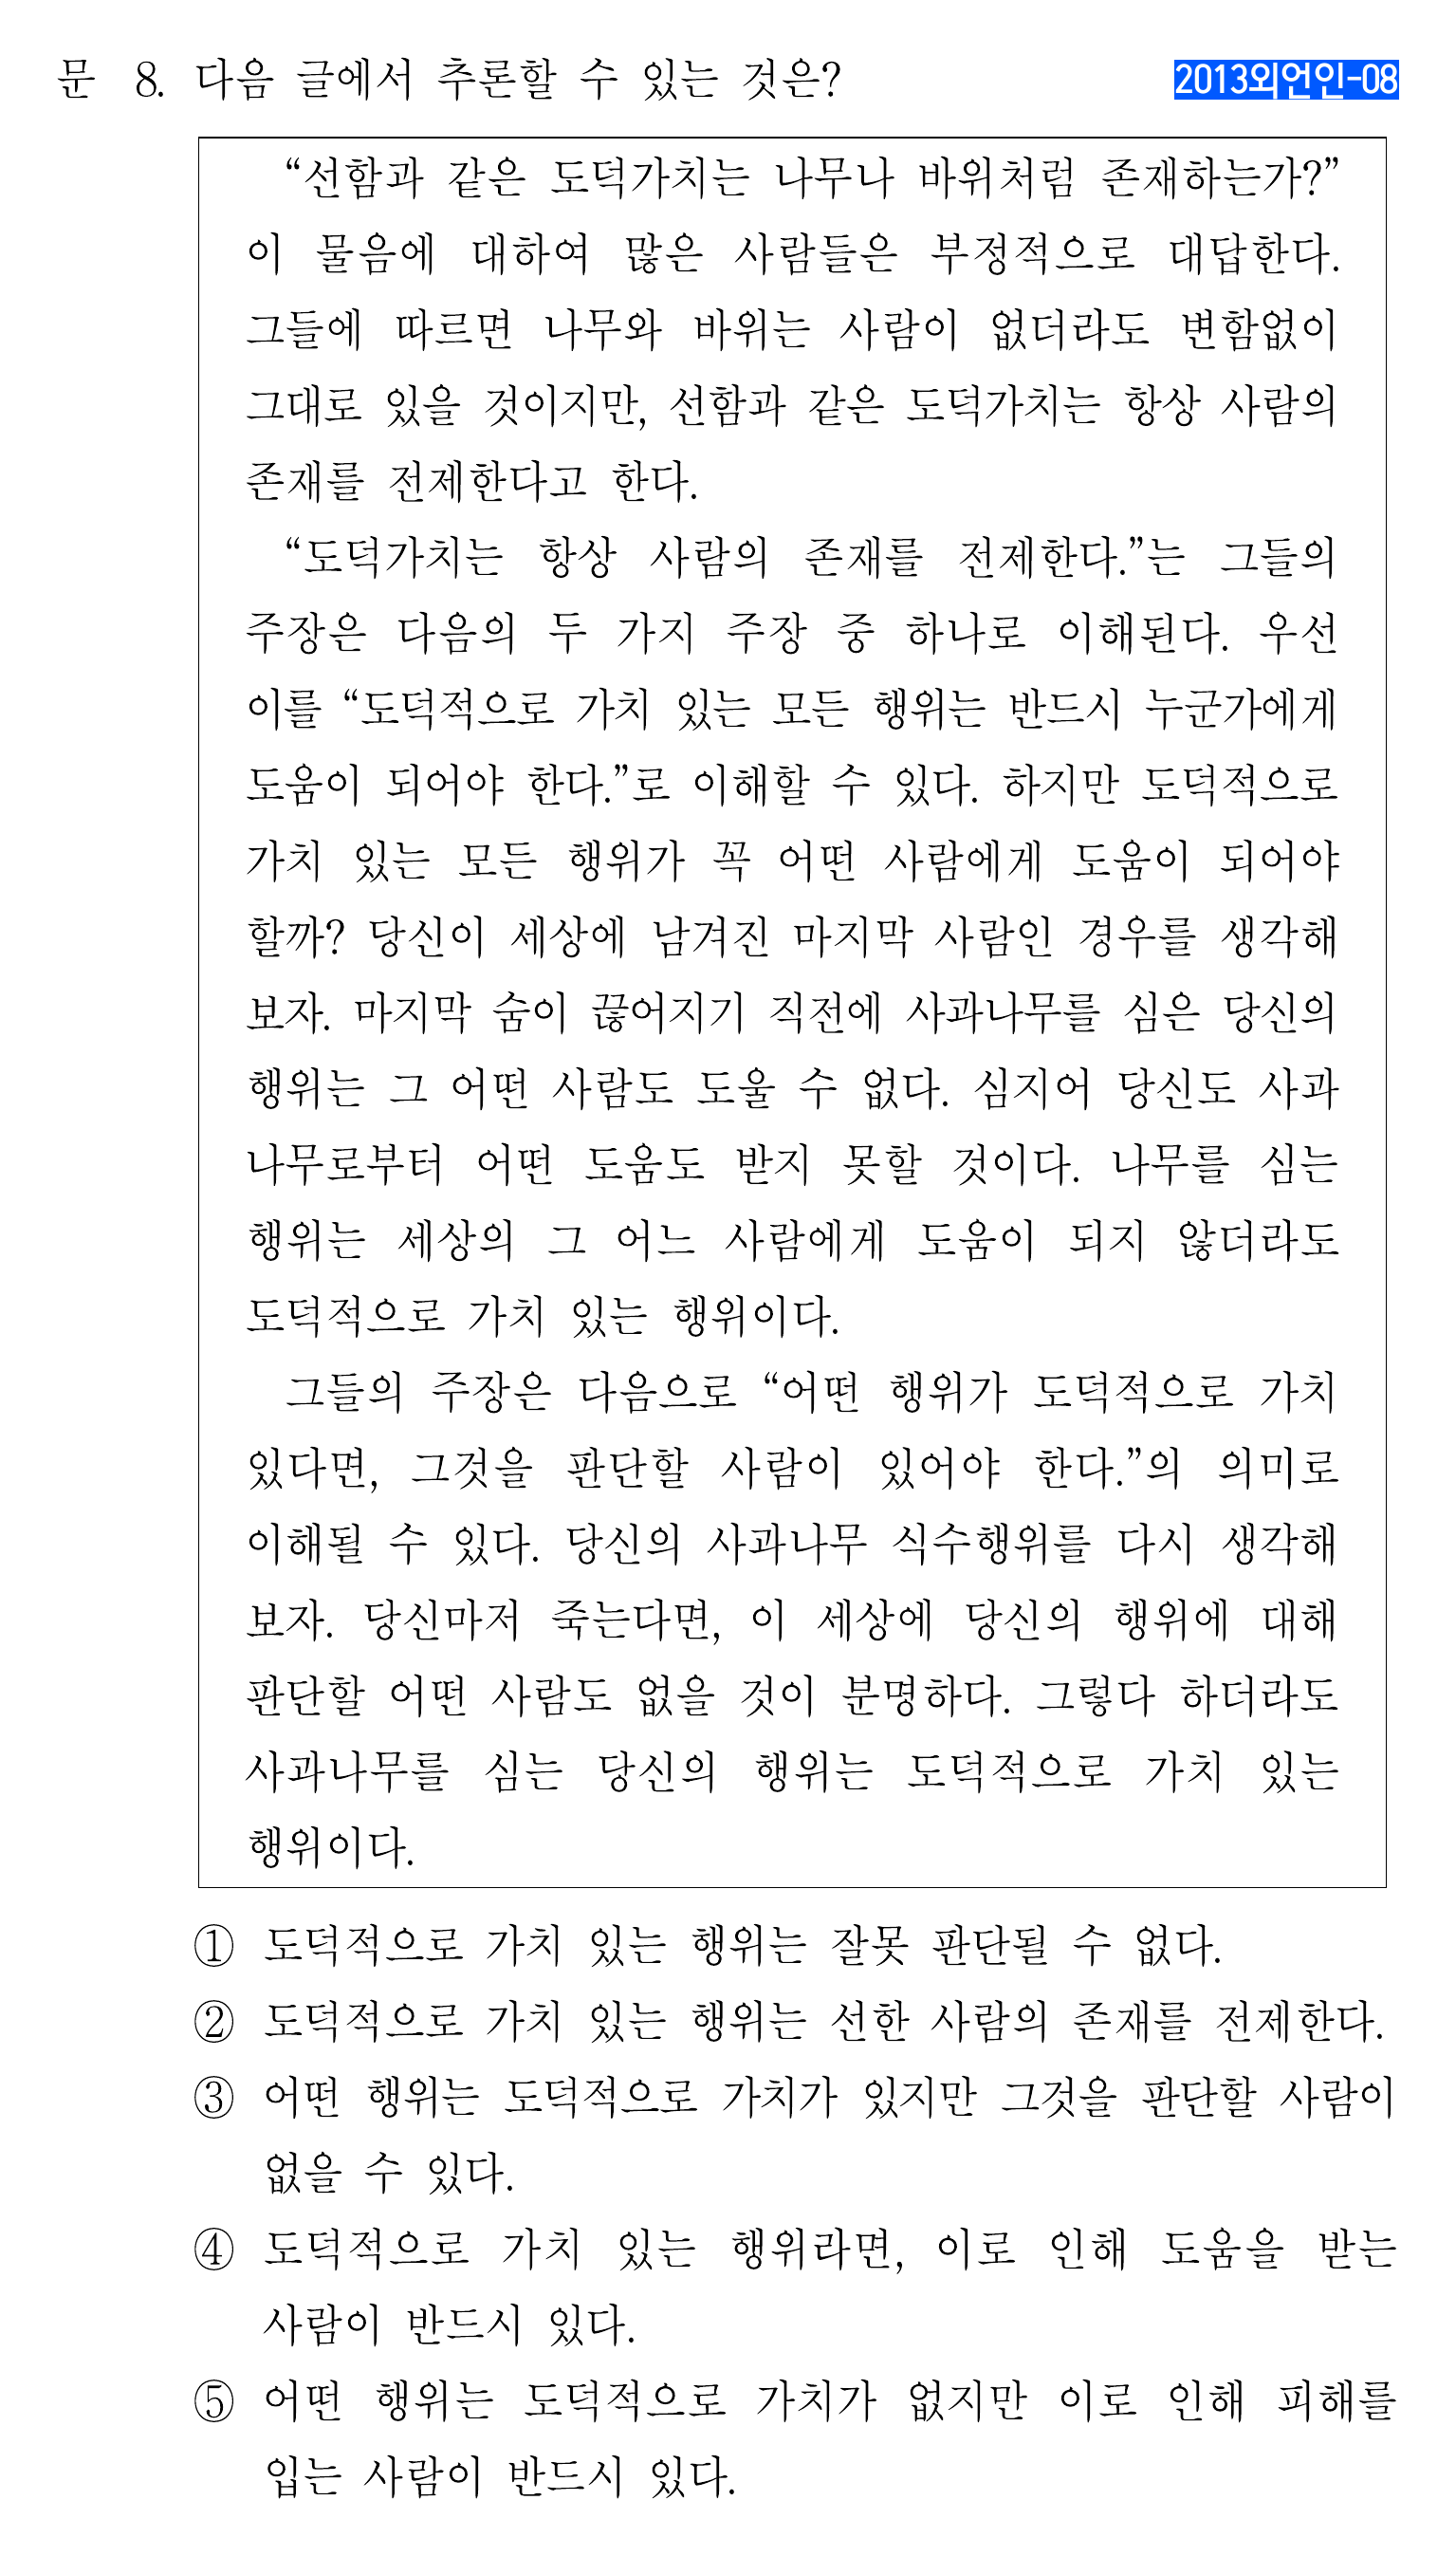 문 8. 다음 글에서 추론할 수 있는 것은?
2013외언인-08
“선함과 같은 도덕가치는 나무나 바위처럼 존재하는가?”
이 물음에 대하여 많은 사람들은 부정적으로 대답한다.
그들에 따르면 나무와 바위는 사람이 없더라도 변함없이
그대로 있을 것이지만, 선함과 같은 도덕가치는 항상 사람의
존재를 전제한다고 한다.
“도덕가치는 항상 사람의 존재를 전제한다.”는 그들의
주장은 다음의 두 가지 주장 중 하나로 이해된다. 우선
이를 “도덕적으로 가치 있는 모든 행위는 반드시 누군가에게
도움이 되어야 한다.”로 이해할 수 있다. 하지만 도덕적으로
가치 있는 모든 행위가 꼭 어떤 사람에게 도움이 되어야
할까? 당신이 세상에 남겨진 마지막 사람인 경우를 생각해
보자. 마지막 숨이 끊어지기 직전에 사과나무를 심은 당신의
행위는 그 어떤 사람도 도울 수 없다. 심지어 당신도 사과
나무로부터 어떤 도움도 받지 못할 것이다. 나무를 심는
행위는 세상의 그 어느 사람에게 도움이 되지 않더라도
도덕적으로 가치 있는 행위이다.
그들의 주장은 다음으로 “어떤 행위가 도덕적으로 가치
있다면, 그것을 판단할 사람이 있어야 한다.”의 의미로
이해될 수 있다. 당신의 사과나무 식수행위를 다시 생각해
보자. 당신마저 죽는다면, 이 세상에 당신의 행위에 대해
판단할 어떤 사람도 없을 것이 분명하다. 그렇다 하더라도
사과나무를 심는 당신의 행위는 도덕적으로 가치 있는
행위이다.
① 도덕적으로 가치 있는 행위는 잘못 판단될 수 없다.
② 도덕적으로 가치 있는 행위는 선한 사람의 존재를 전제한다.
③ 어떤 행위는 도덕적으로 가치가 있지만 그것을 판단할 사람이
없을 수 있다.
④ 도덕적으로 가치 있는 행위라면, 이로 인해 도움을 받는
사람이 반드시 있다.
⑤ 어떤 행위는 도덕적으로 가치가 없지만 이로 인해 피해를
입는 사람이 반드시 있다.